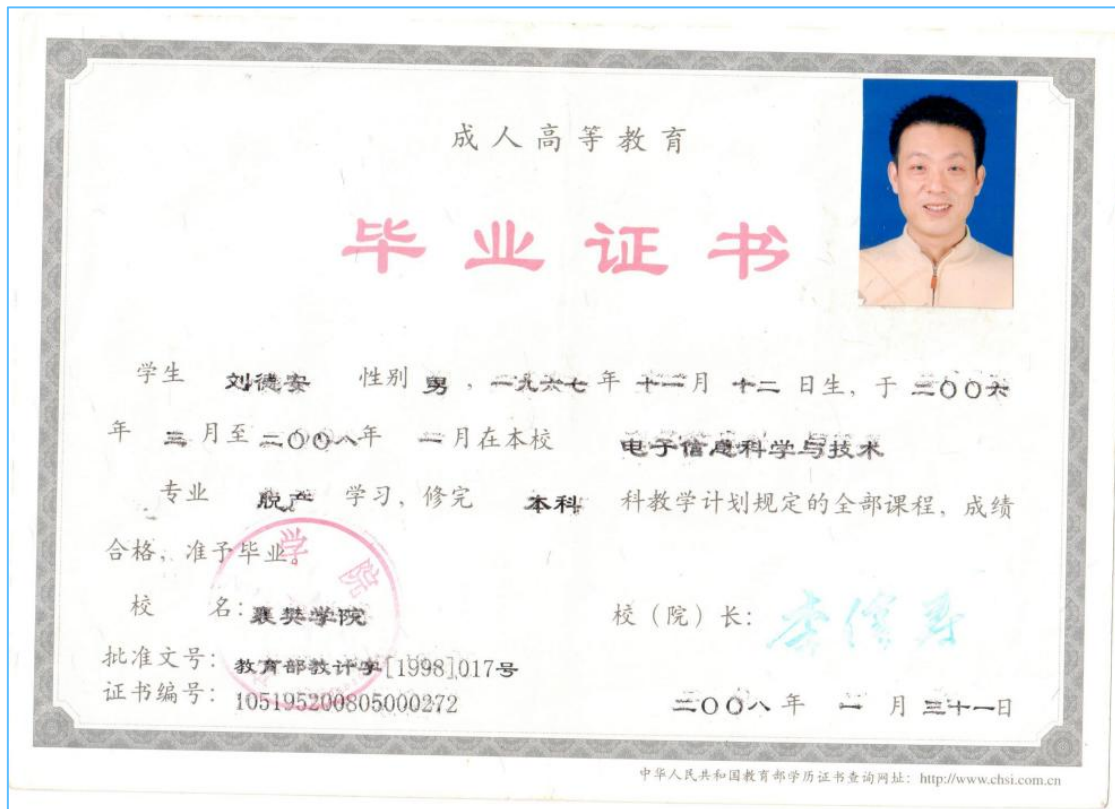 成人高等教育
毕业证书
学生 刘德安 性别 男，一九六七年 十一月 十二日生，于 二〇〇六
年 三月至二〇〇八年 一月在本校 电子信息科学与技术
专业 脱产 学习，修完 本科 科教学计划规定的全部课程，成绩
合格，准予毕业。
学院
校 名：襄樊学院 校（院）长：
批准文号：教育部教计字[1998]017号
证书编号：105195200805000272 二〇〇八年 一月 三十一日
中华人民共和国教育部学历证书查询网址：http://www.chsi.com.cn